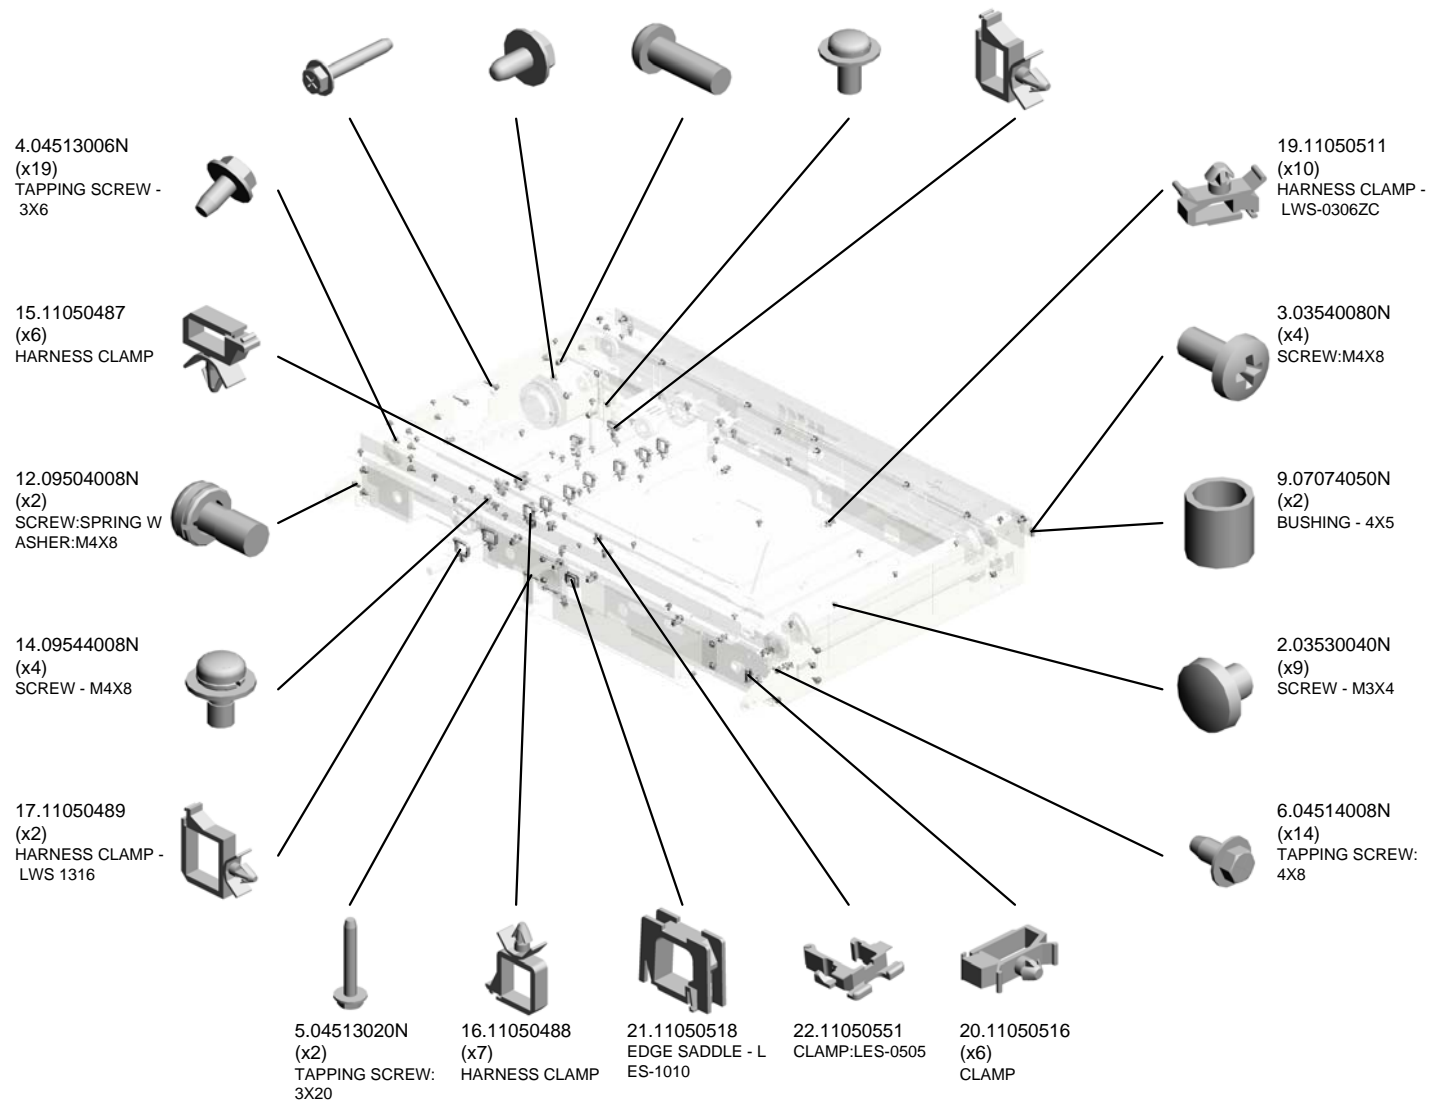 4.04513006N
(x19)
TAPPING SCREW -
3X6
15.11050487
(x6)
HARNESS CLAMP
12.09504008N
(x2)
SCREW:SPRING W
ASHER:M4X8
14.09544008N
(x4)
SCREW - M4X8
17.11050489
(x2)
HARNESS CLAMP -
LWS 1316
5.04513020N
(x2)
TAPPING SCREW:
3X20
16.11050488
(x7)
HARNESS CLAMP
21.11050518
EDGE SADDLE - L
ES-1010
22.11050551
CLAMP:LES-0505
20.11050516
(x6)
CLAMP
19.11050511
(x10)
HARNESS CLAMP -
LWS-0306ZC
3.03540080N
(x4)
SCREW:M4X8
9.07074050N
(x2)
BUSHING - 4X5
2.03530040N
(x9)
SCREW - M3X4
6.04514008N
(x14)
TAPPING SCREW:
4X8